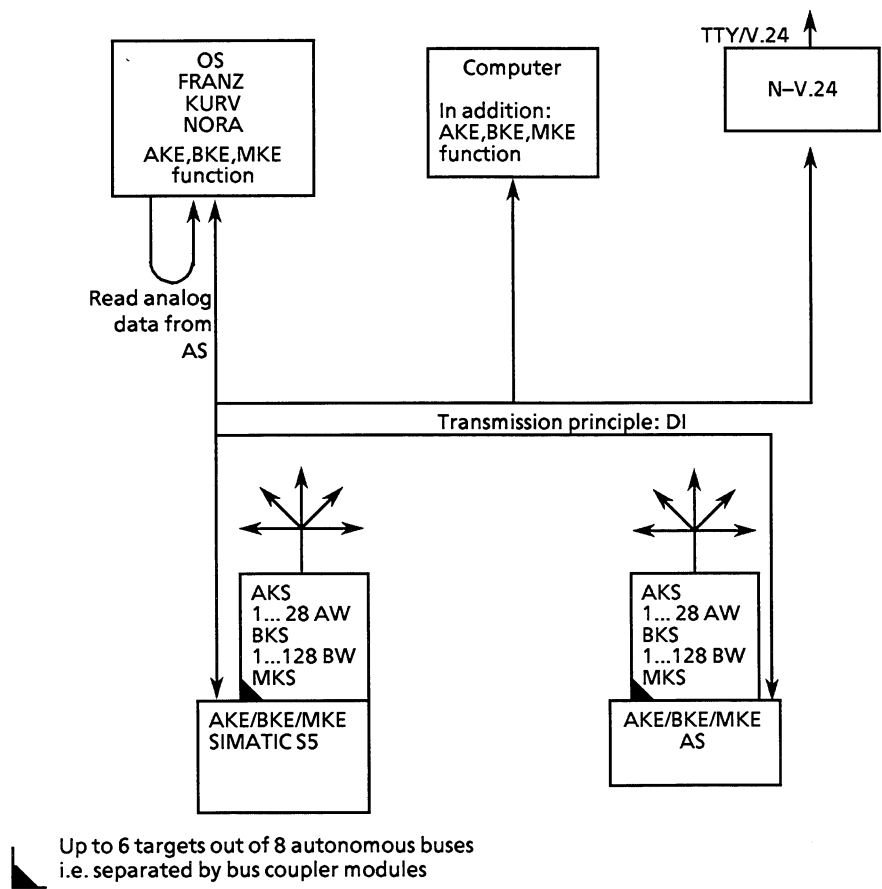 OS
FRANZ
KURV
NORA
AKE,BKE,MKE
function
Computer
In addition:
AKE,BKE,MKE
function
TTY/V.24
N–V.24
Read analog
data from
AS
Transmission principle: DI
AKS
1... 28 AW
BKS
1...128 BW
MKS
AKE/BKE/MKE
SIMATIC S5
AKS
1... 28 AW
BKS
1...128 BW
MKS
AKE/BKE/MKE
AS
Up to 6 targets out of 8 autonomous buses
i.e. separated by bus coupler modules